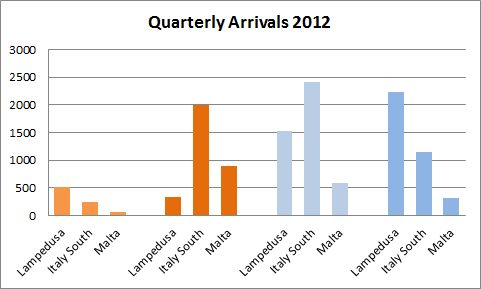 Quarterly Arrivals 2012
3000
2500
2000
1500
1000
500
0
Lampedusa
Italy South
Malta
Lampedusa
Italy South
Malta
Lampedusa
Italy South
Malta
Lampedusa
Italy South
Malta